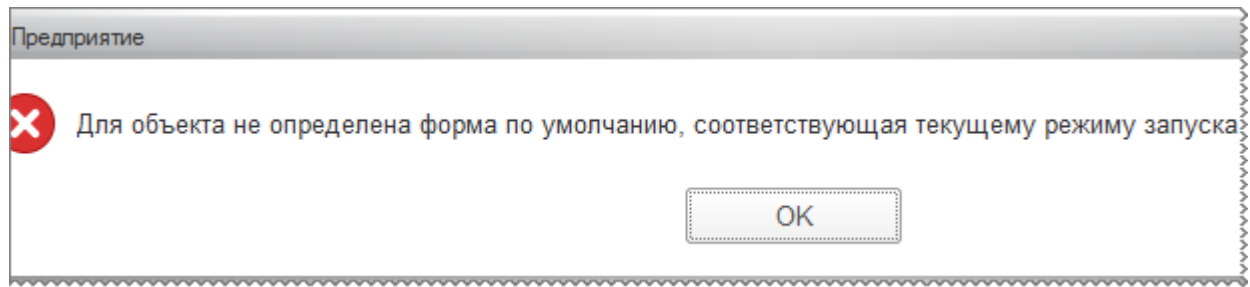 Предприятие
Для объекта не определена форма по умолчанию, соответствующая текущему режиму запуска
OK